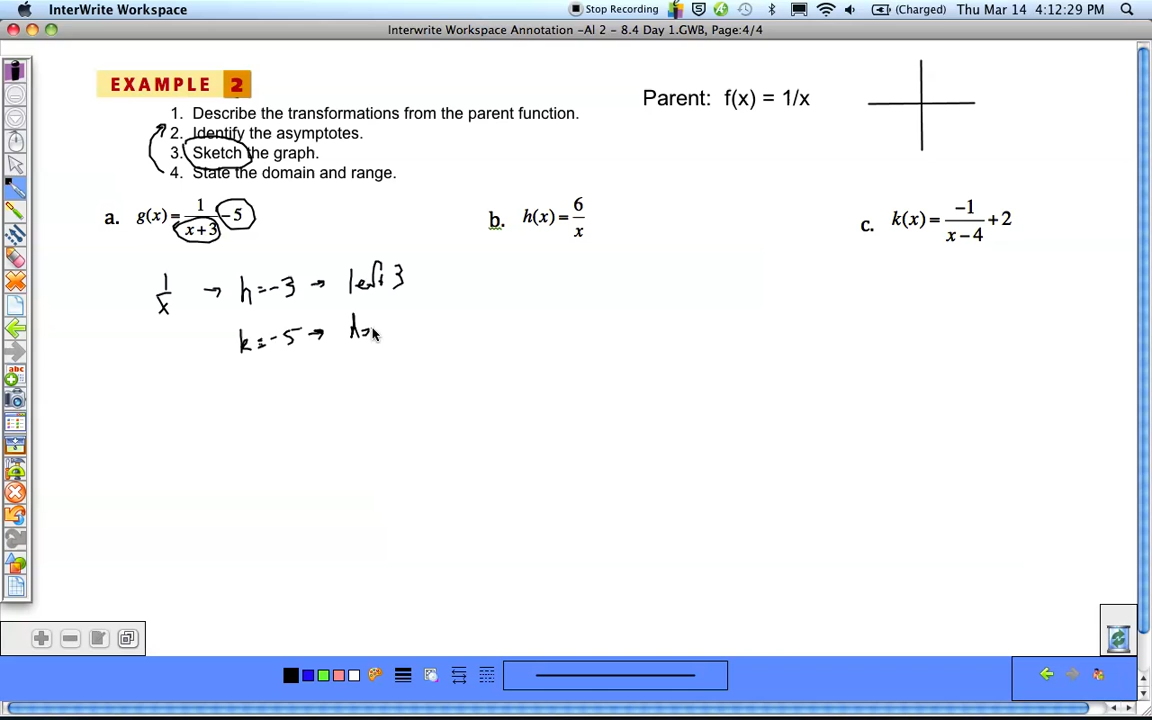 InterWrite Workspace
Stop Recording
(Charged) Thu Mar 14 4:12:29 PM
Interwrite Workspace Annotation -Al 2 - 8.4 Day 1.GWB, Page:4/4
EXAMPLE 2
Parent: f(x) = 1/x
1. Describe the transformations from the parent function.
2. Identify the asymptotes.
3. Sketch the graph.
4. State the domain and range.
a. g(x)= 1/(x+3) −5
b. h(x)= 6/x
c. k(x)= −1/(x−4) +2
1/x → h=-3 → left 3
k=-5 →
abc